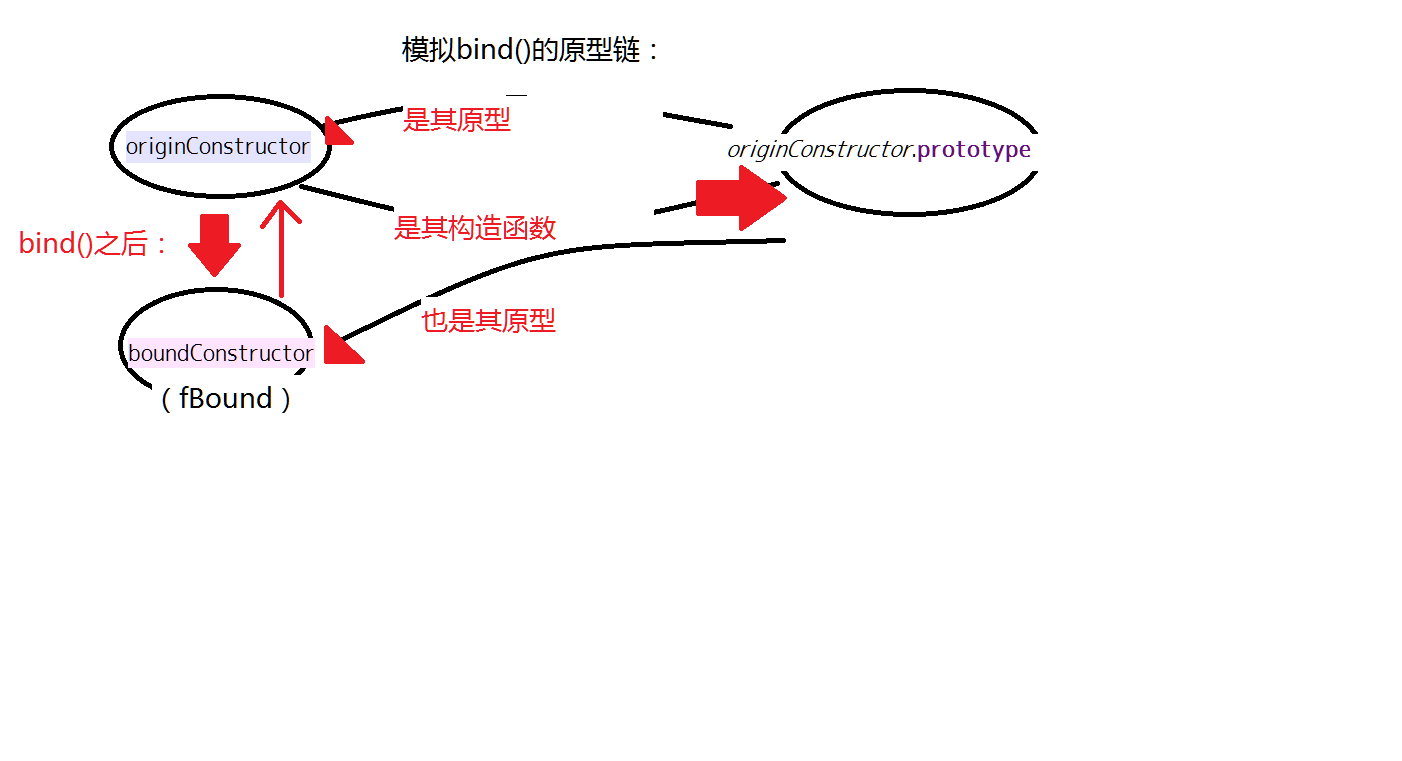 模拟bind()的原型链：
是其原型
originConstructor
originConstructor.prototype
是其构造函数
bind()之后：
也是其原型
boundConstructor
（fBound）